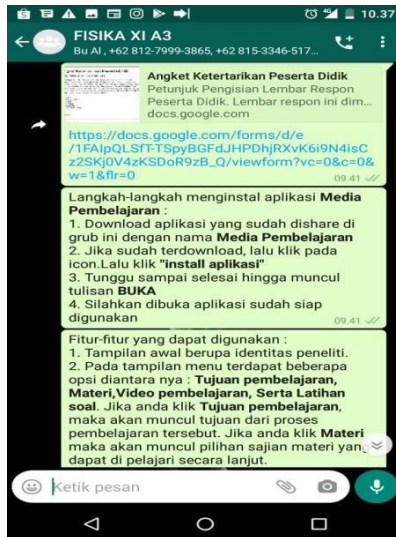 10.37
FISIKA XI A3
Bu Al, +62 812-7999-3865, +62 815-3346-517...
Angket Ketertarikan Peserta Didik
Petunjuk Pengisian Lembar Respon
Peserta Didik. Lembar respon ini dim...
docs.google.com
https://docs.google.com/forms/d/e
/1FAIpQLSfT-TSpyBGFdJHPDhjRXvK6i9N4isC
z2SKj0V4zKSDoR9zB_Q/viewform?vc=0&c=0&
w=1&flr=0
09.41
Langkah-langkah menginstal aplikasi Media
Pembelajaran :
1. Download aplikasi yang sudah dishare di
grub ini dengan nama Media Pembelajaran
2. Jika sudah terdownload, lalu klik pada
icon.Lalu klik "install aplikasi"
3. Tunggu sampai selesai hingga muncul
tulisan BUKA
4. Silahkan dibuka aplikasi sudah siap
digunakan
09.41
Fitur-fitur yang dapat digunakan :
1. Tampilan awal berupa identitas peneliti.
2. Pada tampilan menu terdapat beberapa
opsi diantara nya : Tujuan pembelajaran,
Materi,Video pembelajaran, Serta Latihan
soal. Jika anda klik Tujuan pembelajaran,
maka akan muncul tujuan dari proses
pembelajaran tersebut. Jika anda klik Materi
maka akan muncul pilihan sajian materi yang
dapat di pelajari secara lanjut.
Ketik pesan